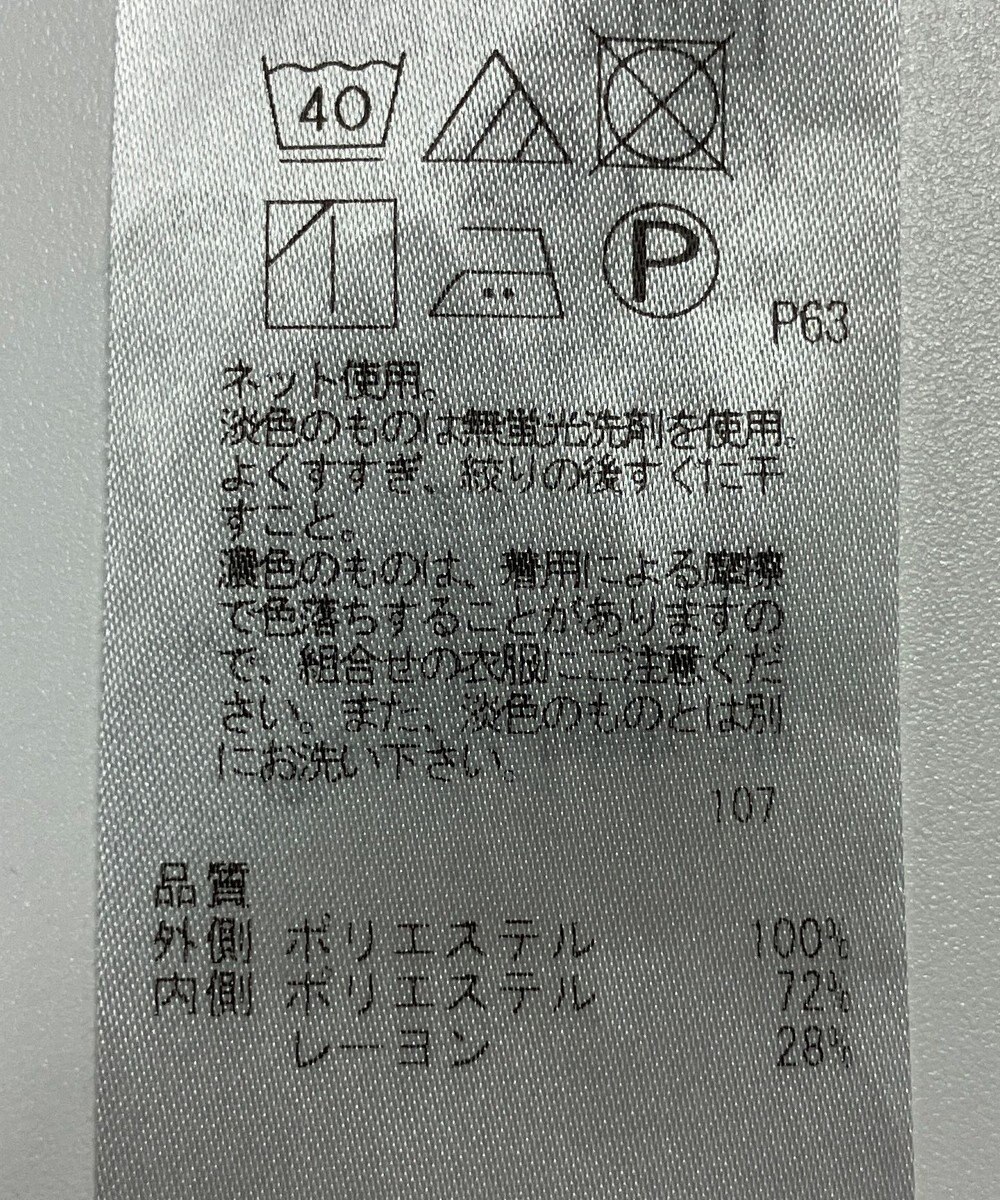 40
P
P63
ネット使用。
淡色のものは無蛍光洗剤を使用。
よくすすぎ、絞りの後すぐに干
すこと。
濃色のものは、着用による摩擦
で色落ちすることがありますの
で、組合せの衣服にご注意くだ
さい。また、淡色のものとは別
にお洗い下さい。
107
品質
外側 ポリエステル 100%
内側 ポリエステル 72%
レーヨン 28%